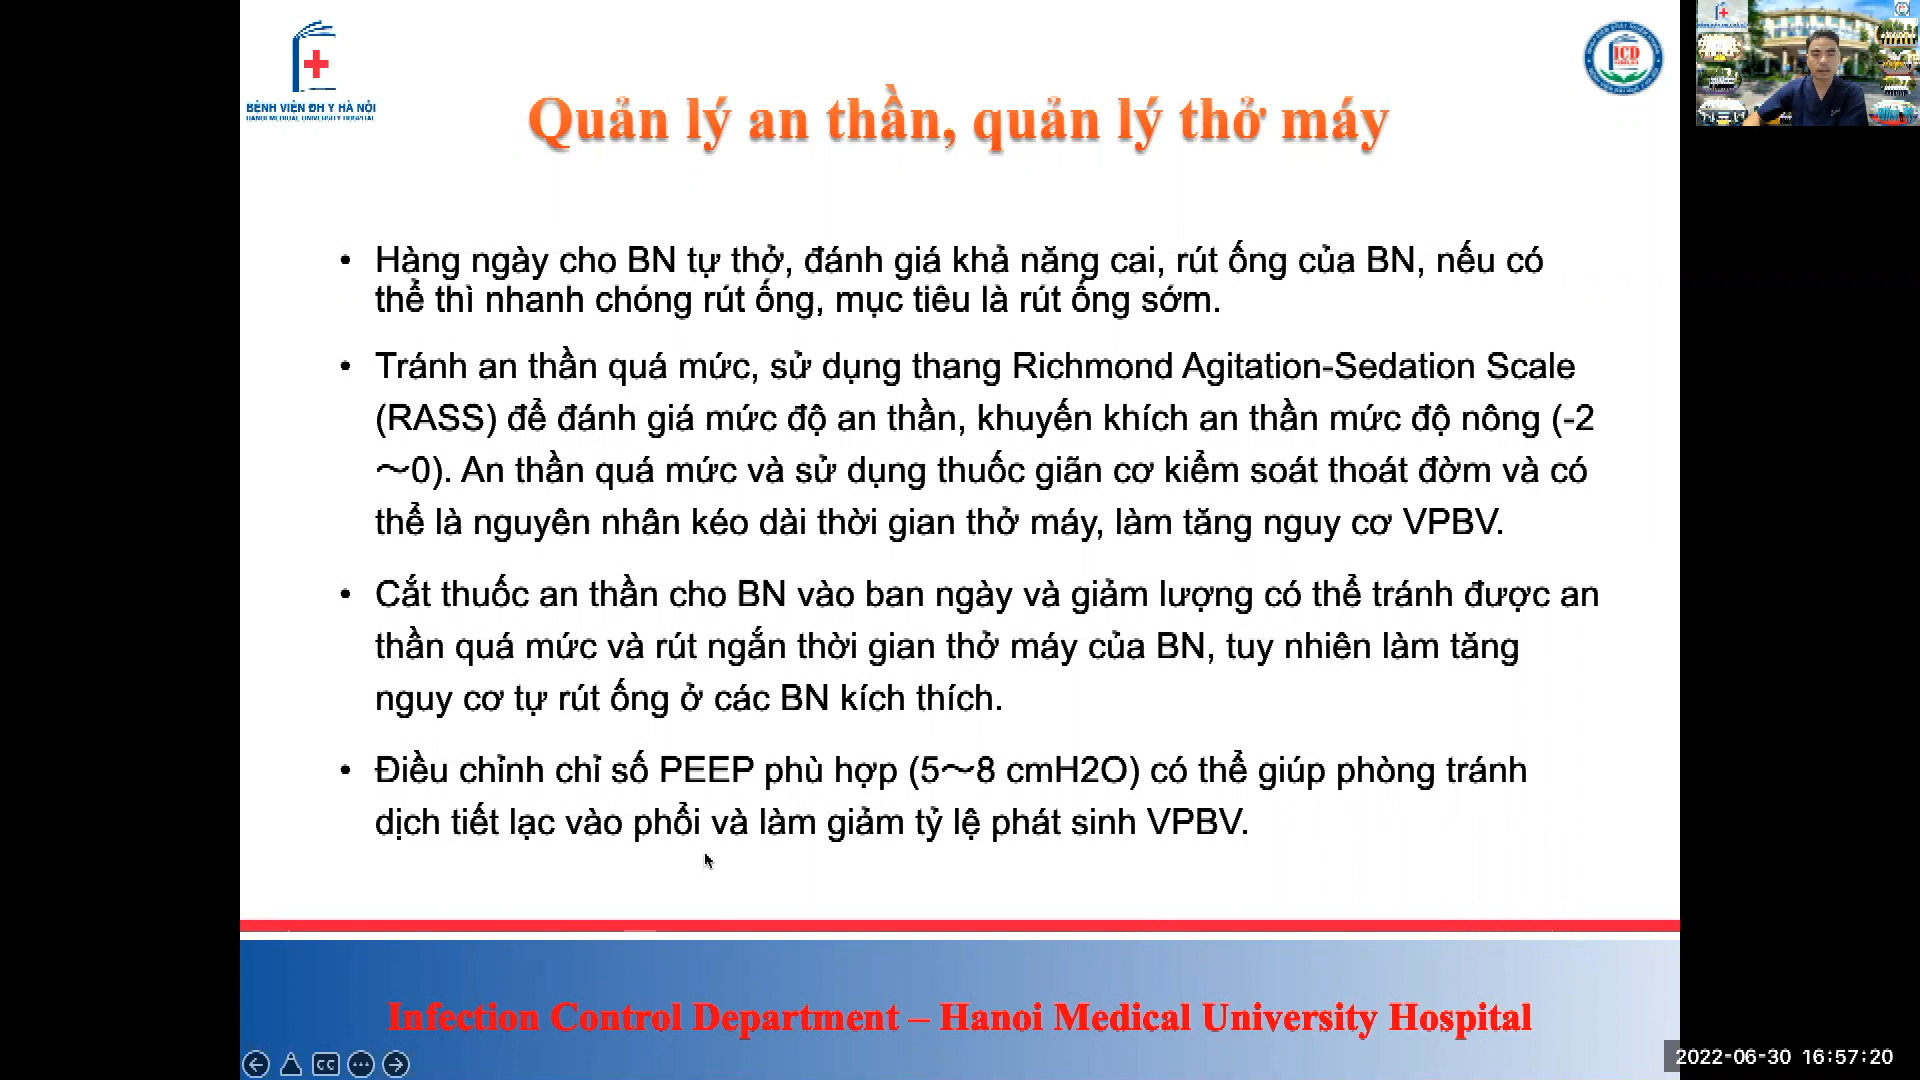 BỆNH VIỆN ĐH Y HÀ NỘI
HANOI MEDICAL UNIVERSITY HOSPITAL
ICD
Quản lý an thần, quản lý thở máy
• Hàng ngày cho BN tự thở, đánh giá khả năng cai, rút ống của BN, nếu có
thể thì nhanh chóng rút ống, mục tiêu là rút ống sớm.
• Tránh an thần quá mức, sử dụng thang Richmond Agitation-Sedation Scale
(RASS) để đánh giá mức độ an thần, khuyến khích an thần mức độ nông (-2
～0). An thần quá mức và sử dụng thuốc giãn cơ kiểm soát thoát đờm và có
thể là nguyên nhân kéo dài thời gian thở máy, làm tăng nguy cơ VPBV.
• Cắt thuốc an thần cho BN vào ban ngày và giảm lượng có thể tránh được an
thần quá mức và rút ngắn thời gian thở máy của BN, tuy nhiên làm tăng
nguy cơ tự rút ống ở các BN kích thích.
• Điều chỉnh chỉ số PEEP phù hợp (5～8 cmH2O) có thể giúp phòng tránh
dịch tiết lạc vào phổi và làm giảm tỷ lệ phát sinh VPBV.
Infection Control Department – Hanoi Medical University Hospital
CC
2022-06-30 16:57:20